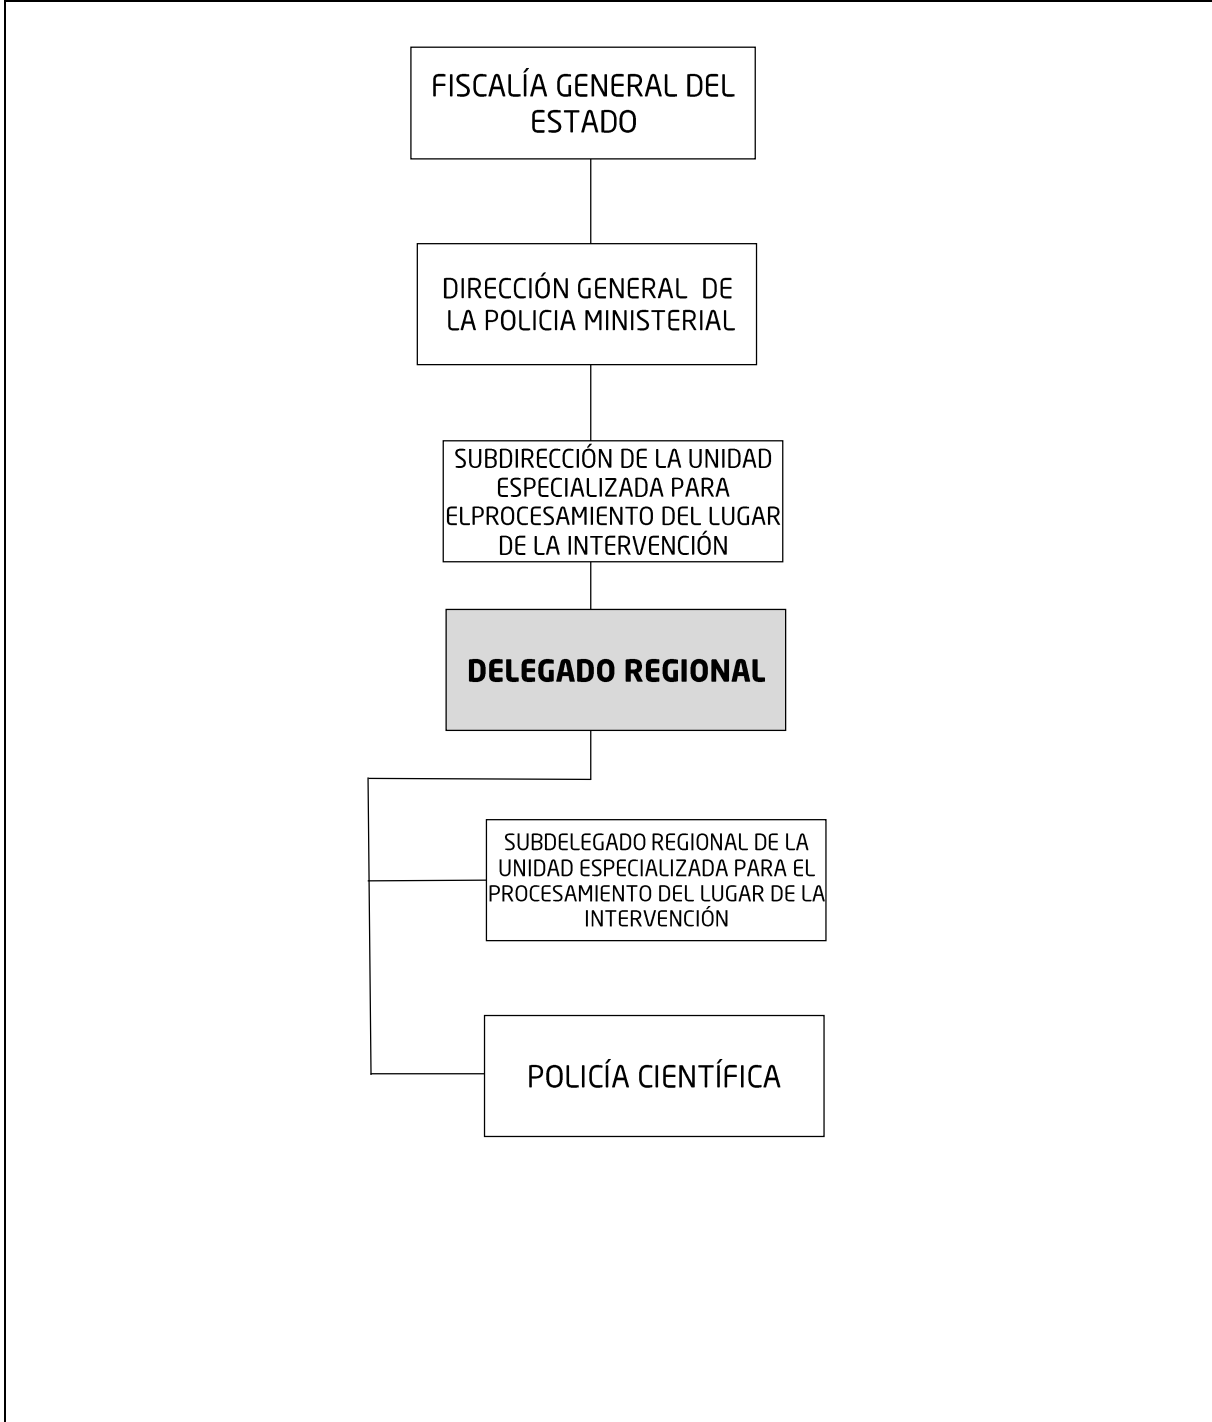 FISCALÍA GENERAL DEL
ESTADO
DIRECCIÓN GENERAL  DE
LA POLICIA MINISTERIAL
SUBDIRECCIÓN DE LA UNIDAD
ESPECIALIZADA PARA
ELPROCESAMIENTO DEL LUGAR
DE LA INTERVENCIÓN
DELEGADO REGIONAL
SUBDELEGADO REGIONAL DE LA
UNIDAD ESPECIALIZADA PARA EL
PROCESAMIENTO DEL LUGAR DE LA
INTERVENCIÓN
POLICÍA CIENTÍFICA